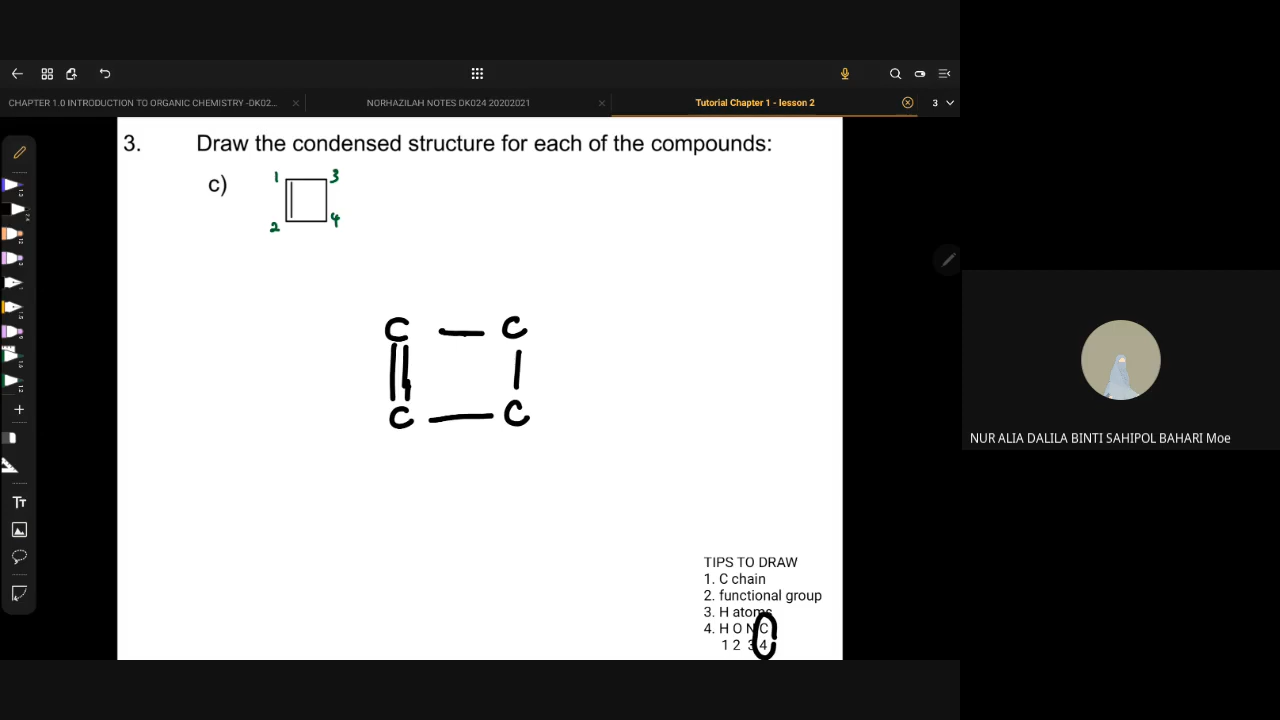 CHAPTER 1.0 INTRODUCTION TO ORGANIC CHEMISTRY -DK02...
NORHAZILAH NOTES DK024 20202021
Tutorial Chapter 1 - lesson 2
3
3. Draw the condensed structure for each of the compounds:
c)
1 3
2 4
C — C
C — C
NUR ALIA DALILA BINTI SAHIPOL BAHARI Moe
Tт
TIPS TO DRAW
1. C chain
2. functional group
3. H atoms
4. H O N C
1 2 3 4